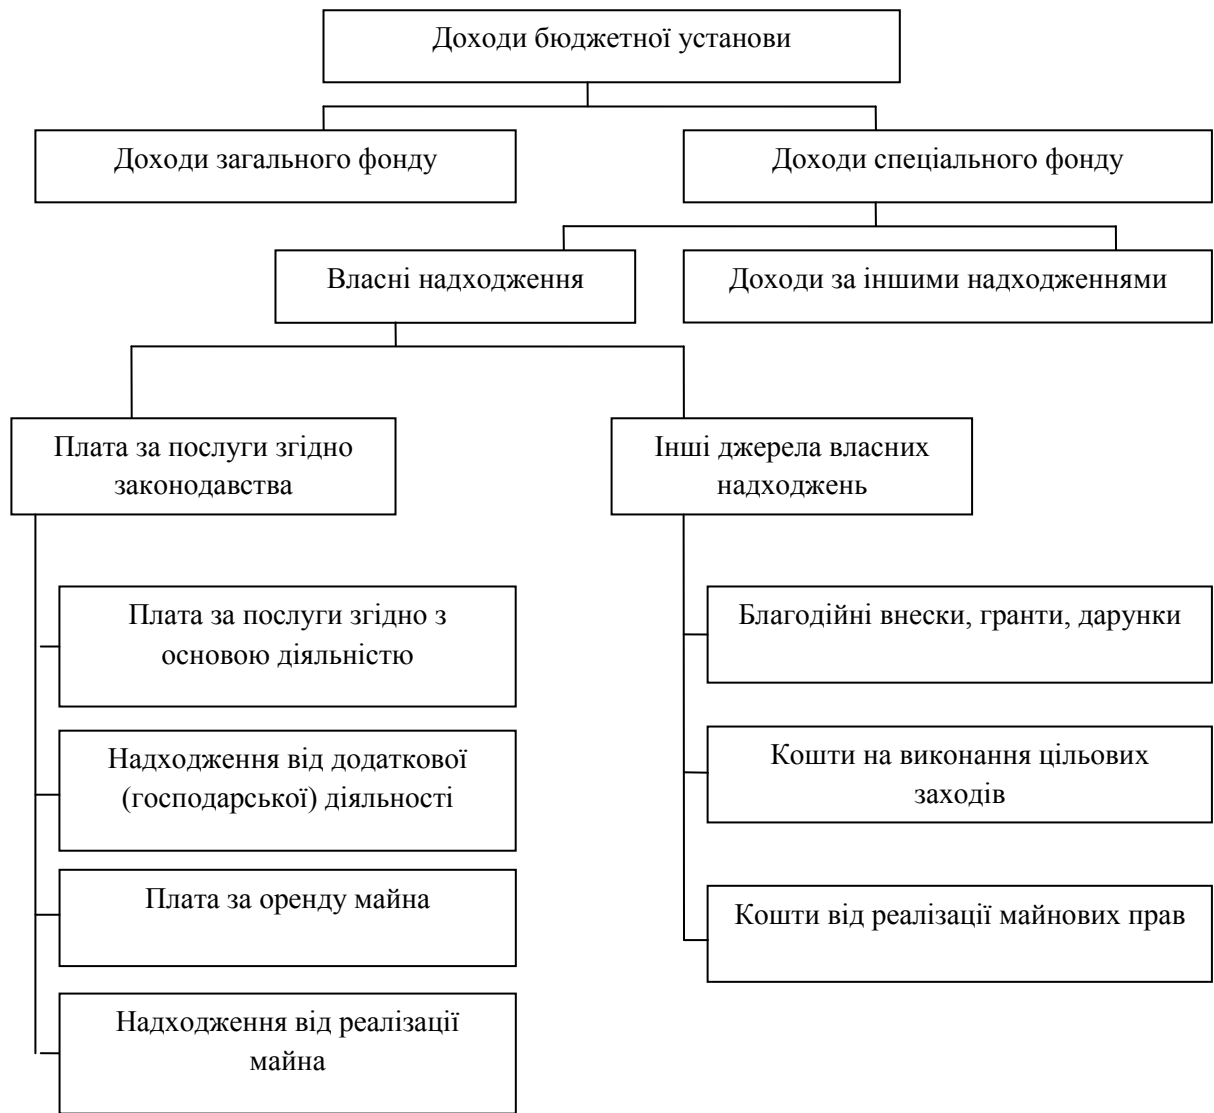 Доходи бюджетної установи
Доходи загального фонду
Доходи спеціального фонду
Власні надходження
Доходи за іншими надходженнями
Плата за послуги згідно
законодавства
Інші джерела власних
надходжень
Плата за послуги згідно з
основою діяльністю
Надходження від додаткової
(господарської) діяльності
Плата за оренду майна
Надходження від реалізації
майна
Благодійні внески, гранти, дарунки
Кошти на виконання цільових
заходів
Кошти від реалізації майнових прав